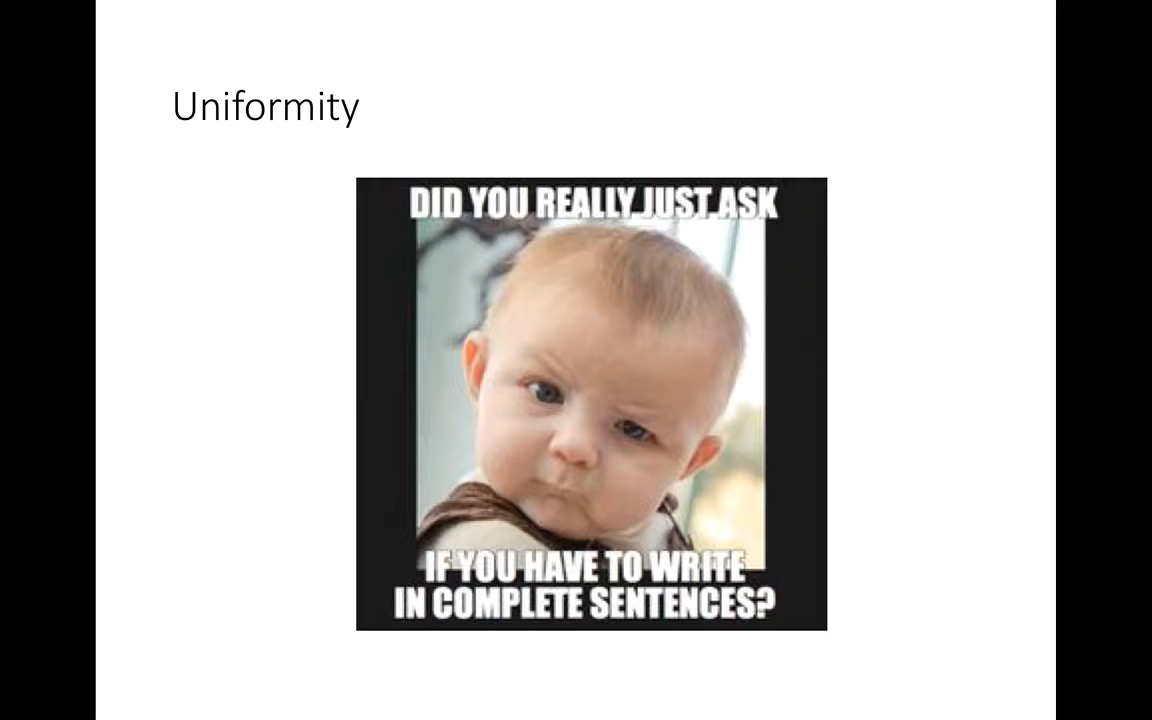 Uniformity
DID YOU REALLY JUST ASK
IF YOU HAVE TO WRITE
IN COMPLETE SENTENCES?